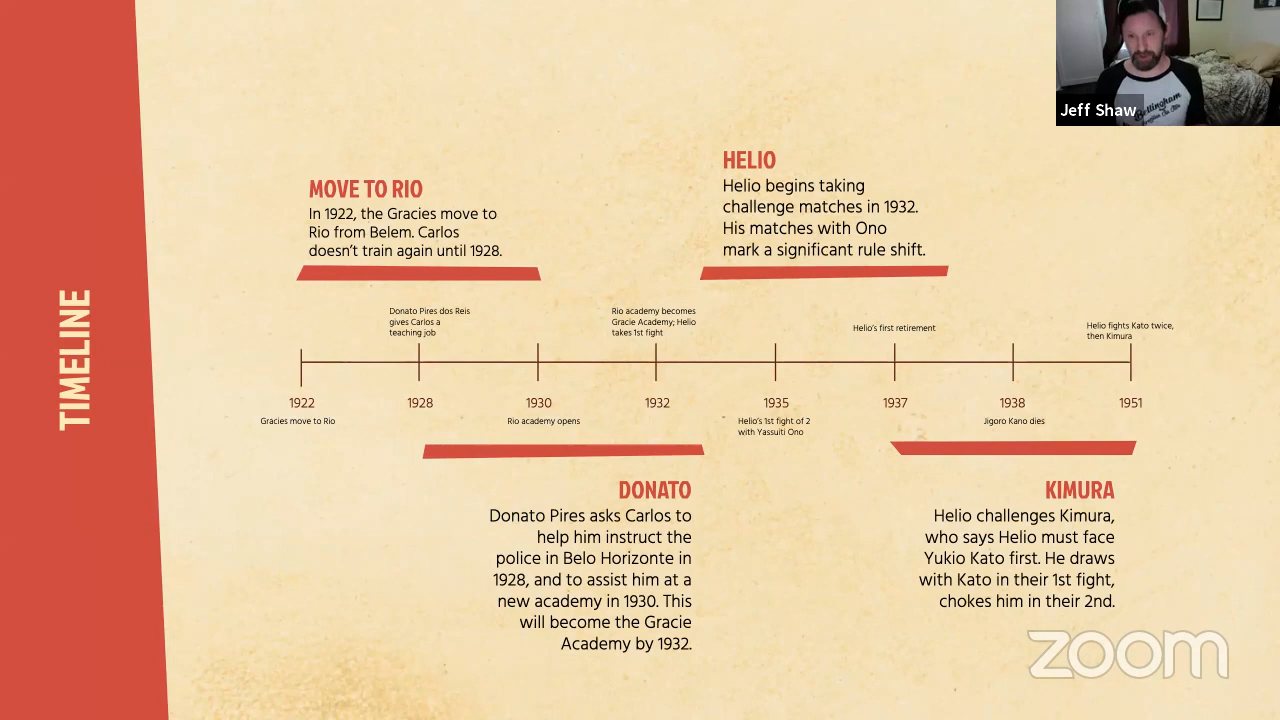 Jeff Shaw
Bellingham
TIMELINE
MOVE TO RIO
In 1922, the Gracies move to
Rio from Belem. Carlos
doesn't train again until 1928.
HELIO
Helio begins taking
challenge matches in 1932.
His matches with Ono
mark a significant rule shift.
Donato Pires dos Reis
gives Carlos a
teaching job
Rio academy becomes
Gracie Academy; Helio
takes 1st fight
Helio's first retirement
Helio fights Kato twice,
then Kimura
1922
1928
1930
1932
1935
1937
1938
1951
Gracies move to Rio
Rio academy opens
Helio's 1st fight of 2
with Yassuiti Ono
Jigoro Kano dies
DONATO
Donato Pires asks Carlos to
help him instruct the
police in Belo Horizonte in
1928, and to assist him at a
new academy in 1930. This
will become the Gracie
Academy by 1932.
KIMURA
Helio challenges Kimura,
who says Helio must face
Yukio Kato first. He draws
with Kato in their 1st fight,
chokes him in their 2nd.
zoom